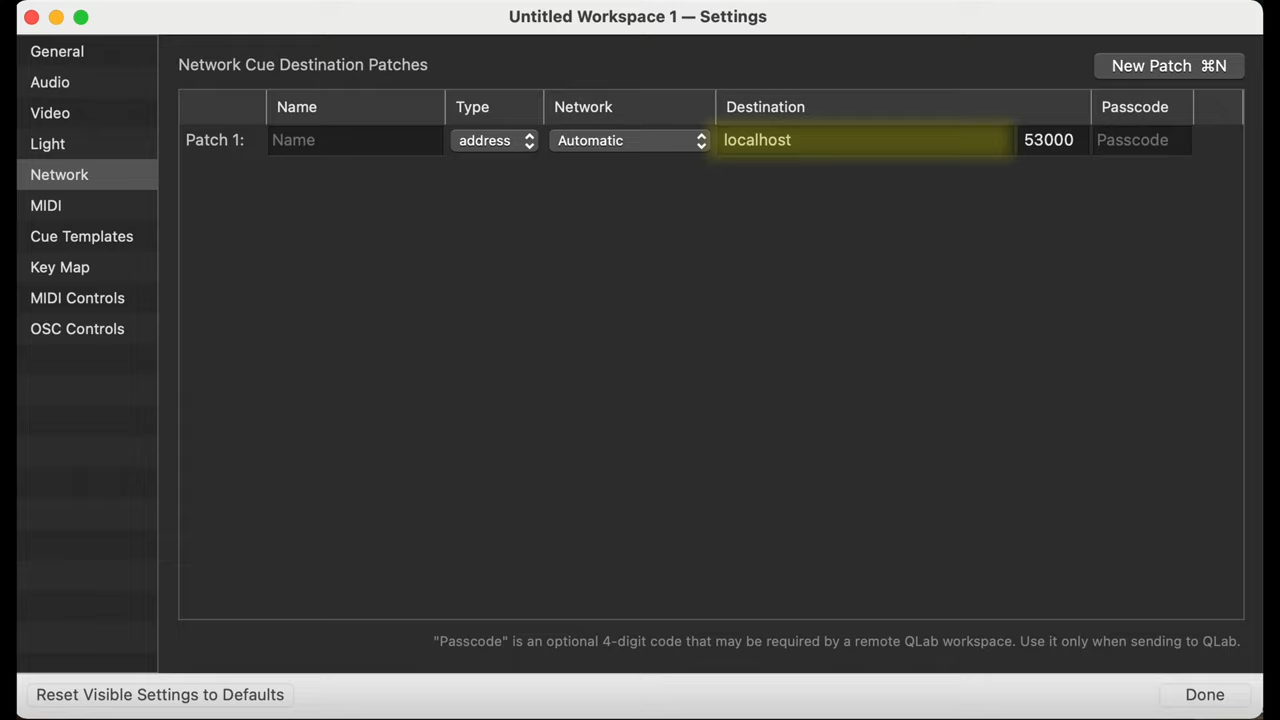 Untitled Workspace 1 — Settings
General
Audio
Video
Light
Network
MIDI
Cue Templates
Key Map
MIDI Controls
OSC Controls
Network Cue Destination Patches
New Patch ⌘N
Name Type Network Destination Passcode
Patch 1: Name address Automatic localhost 53000 Passcode
"Passcode" is an optional 4-digit code that may be required by a remote QLab workspace. Use it only when sending to QLab.
Reset Visible Settings to Defaults
Done